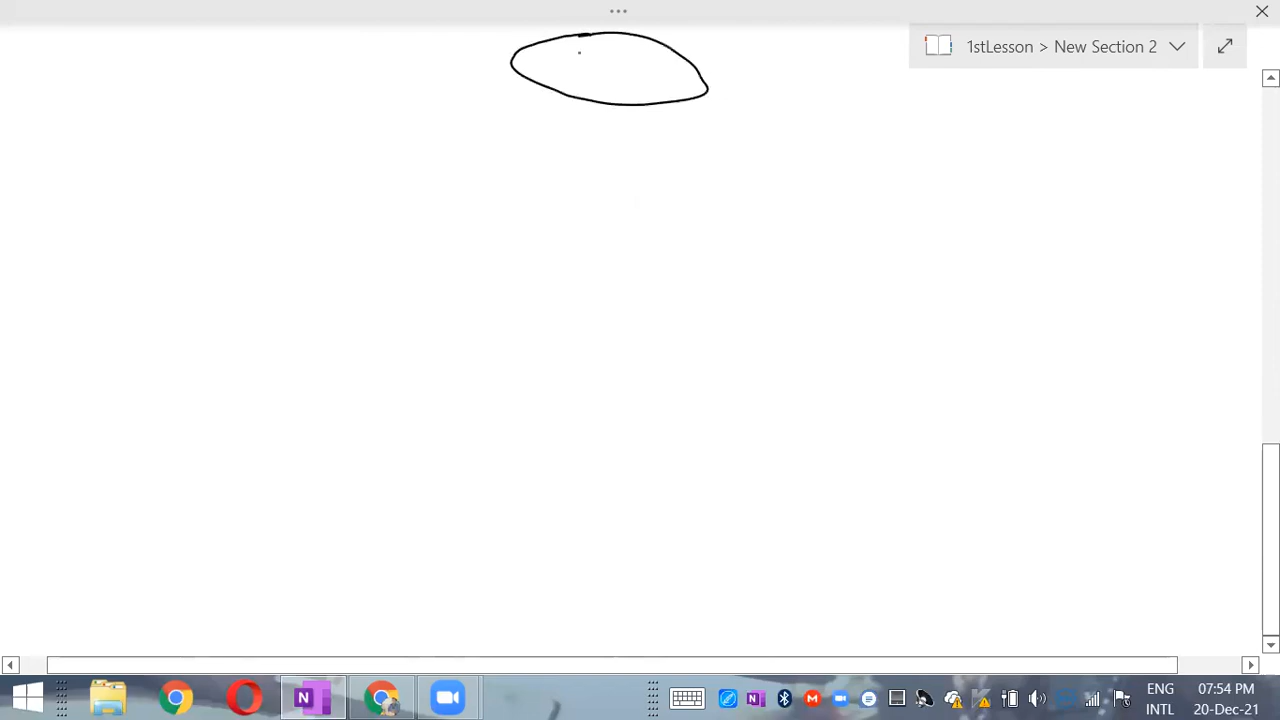 1stLesson > New Section 2
ENG
INTL
07:54 PM
20-Dec-21